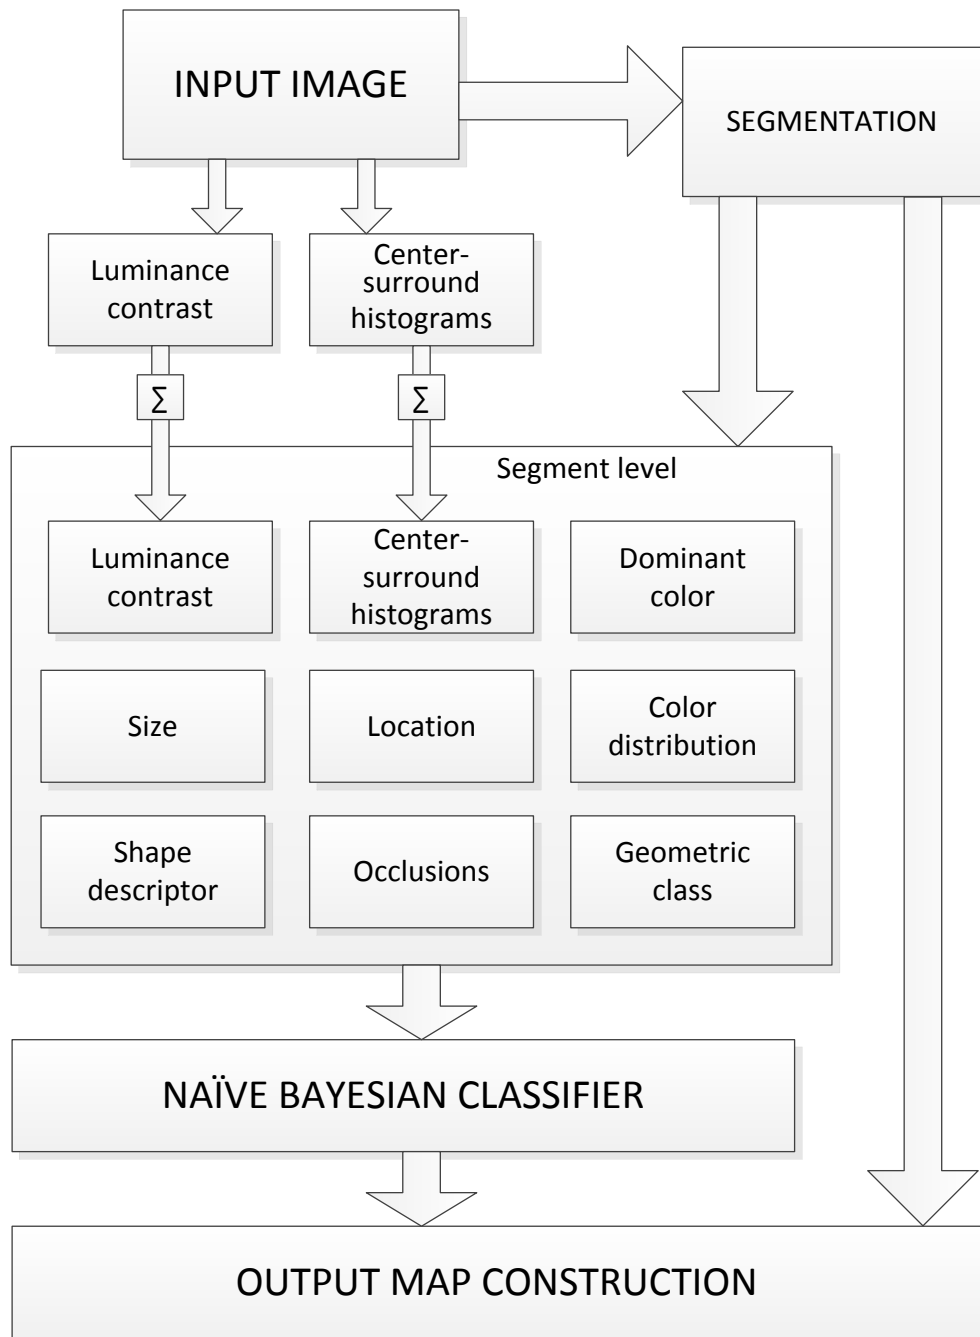 INPUT IMAGE
SEGMENTATION
Luminance
contrast
Center-
surround
histograms
∑
∑
Segment level
Luminance
contrast
Center-
surround
histograms
Dominant
color
Size
Location
Color
distribution
Shape
descriptor
Occlusions
Geometric
class
NAÏVE BAYESIAN CLASSIFIER
OUTPUT MAP CONSTRUCTION